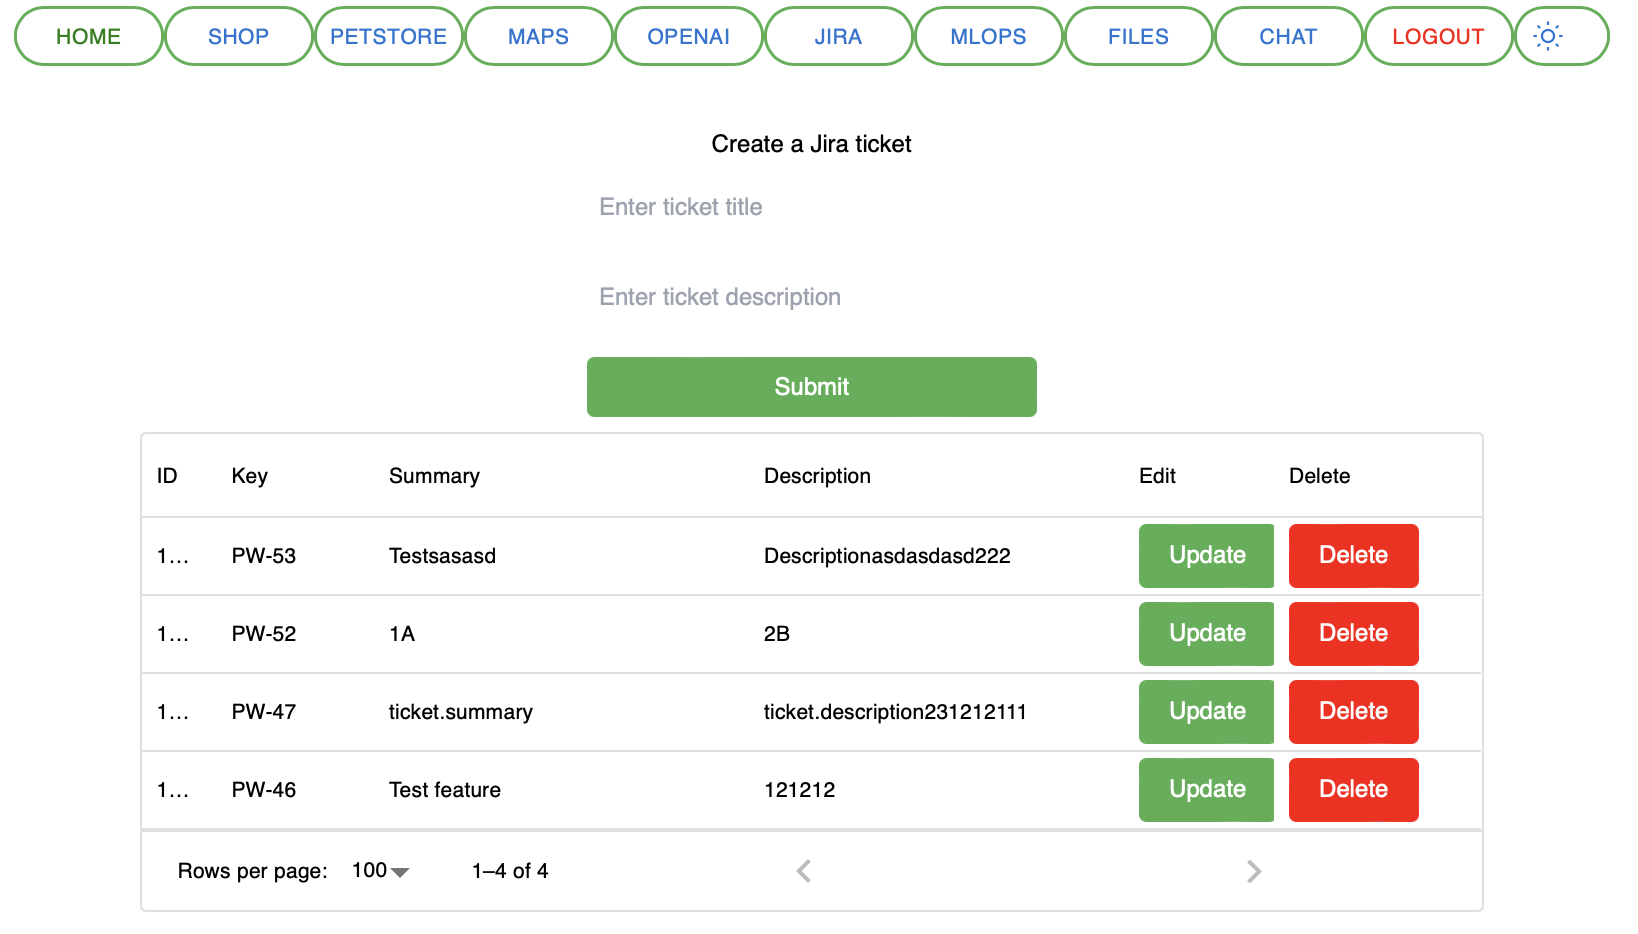 HOME SHOP PETSTORE MAPS OPENAI JIRA MLOPS FILES CHAT LOGOUT
Create a Jira ticket
Enter ticket title
Enter ticket description
Submit
ID Key Summary Description Edit Delete
1... PW-53 Testsasasd Descriptionasdasdasd222 Update Delete
1... PW-52 1A 2B Update Delete
1... PW-47 ticket.summary ticket.description231212111 Update Delete
1... PW-46 Test feature 121212 Update Delete
Rows per page: 100 1–4 of 4